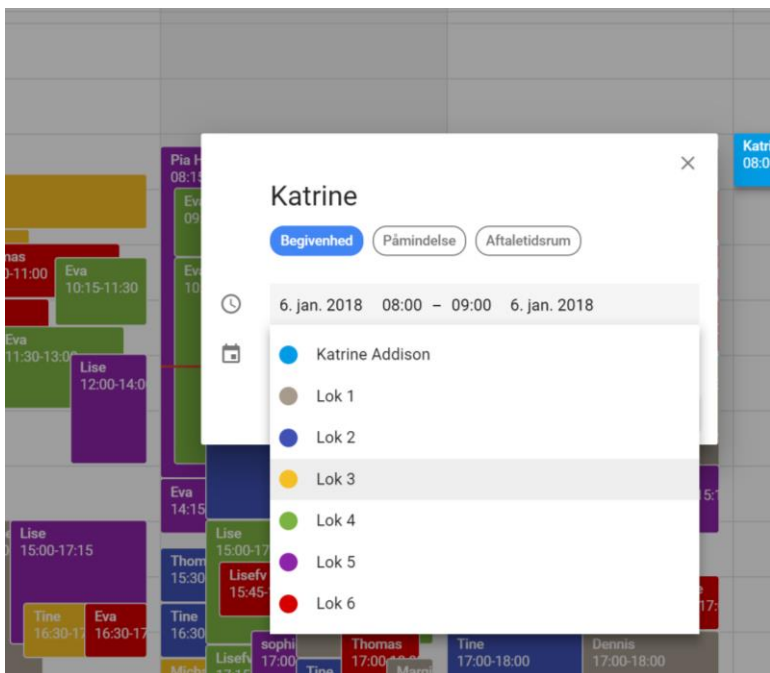 Katrine
Begivenhed Påmindelse Aftaletidsrum
6. jan. 2018 08:00 – 09:00 6. jan. 2018
Katrine Addison
Lok 1
Lok 2
Lok 3
Lok 4
Lok 5
Lok 6
Eva
10:15-11:30
Eva
Lise
12:00-14:0
Lise
15:00-17:15
Tine
16:30-17
Eva
16:30-17
Pia H
08:15
Eva
14:15
Thom
15:30
Tine
16:30
Lise
15:00-17
Lisefv
15:45-
sophi
17:00
Tine
Thomas
Tine
17:00-18:00
Dennis
17:00-18:00
Katri
08:0